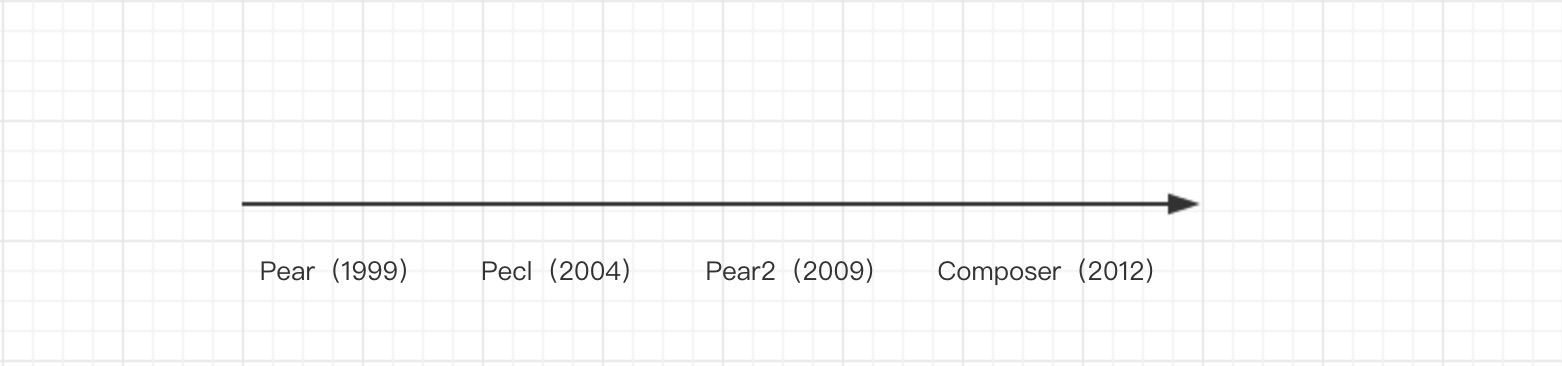 Pear（1999） Pecl（2004） Pear2（2009） Composer（2012）